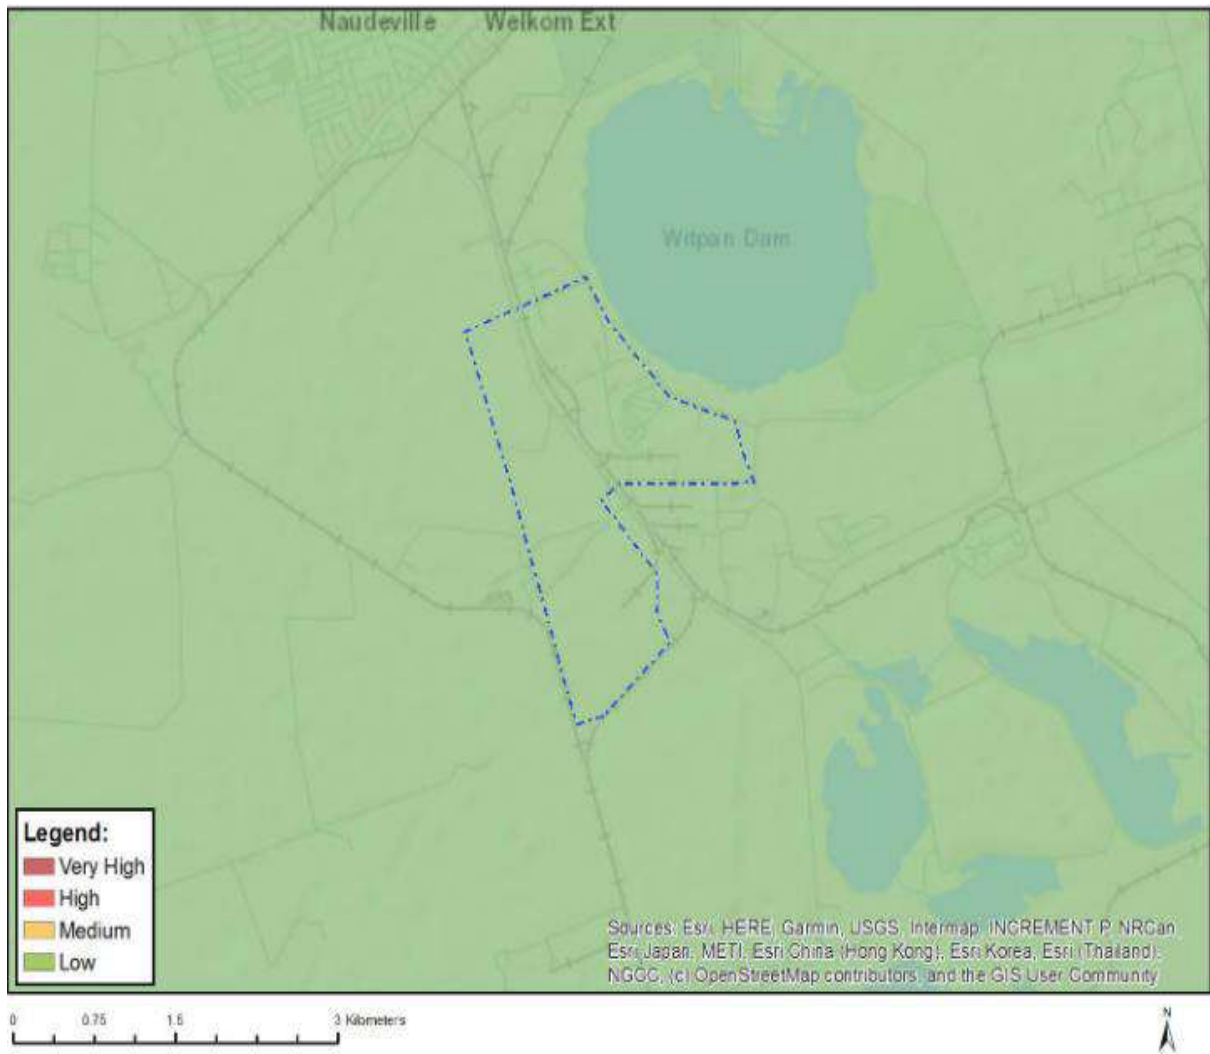 Naudeville Welkom Ext
Witpan Dam
Legend:
Very High
High
Medium
Low
Sources: Esri, HERE, Garmin, USGS, Intermap, INCREMENT P, NRCan,
Esri Japan, METI, Esri China (Hong Kong), Esri Korea, Esri (Thailand),
NGCC, (c) OpenStreetMap contributors, and the GIS User Community
0 0.75 1.5 3 Kilometers
N